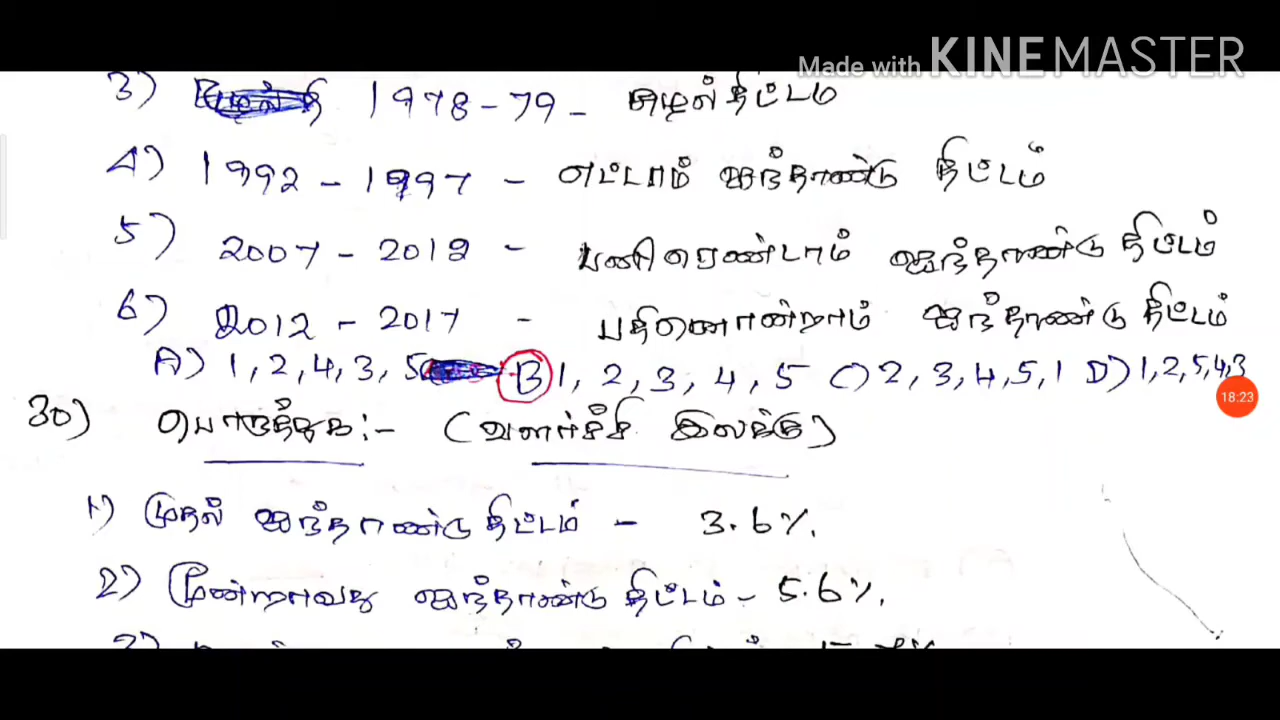 Made with KINEMASTER
3) 1978-79 - சுழல்திட்டம்
4) 1992 - 1997 - எட்டாம் ஐந்தாண்டு திட்டம்
5) 2007 - 2012 - பனிரெண்டாம் ஐந்தாண்டு திட்டம்
6) 2012 - 2017 - பதினொன்றாம் ஐந்தாண்டு திட்டம்
A) 1, 2, 4, 3, 5 B 1, 2, 3, 4, 5 C) 2, 3, 4, 5, 1 D) 1, 2, 5, 4, 3
18:23
30) பொருத்துக:- (வளர்ச்சி இலக்கு)
1) முதல் ஐந்தாண்டு திட்டம் - 3.6%.
2) மூன்றாவது ஐந்தாண்டு திட்டம் - 5.6%.